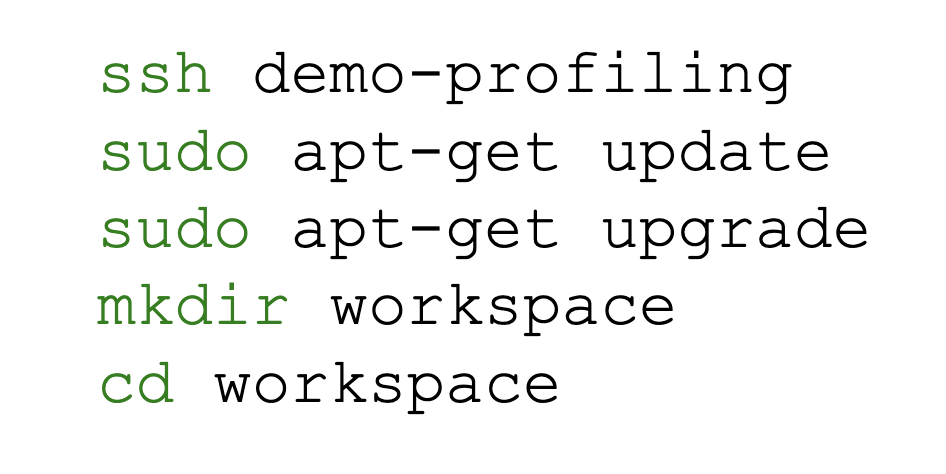 ssh demo-profiling
sudo apt-get update
sudo apt-get upgrade
mkdir workspace
cd workspace